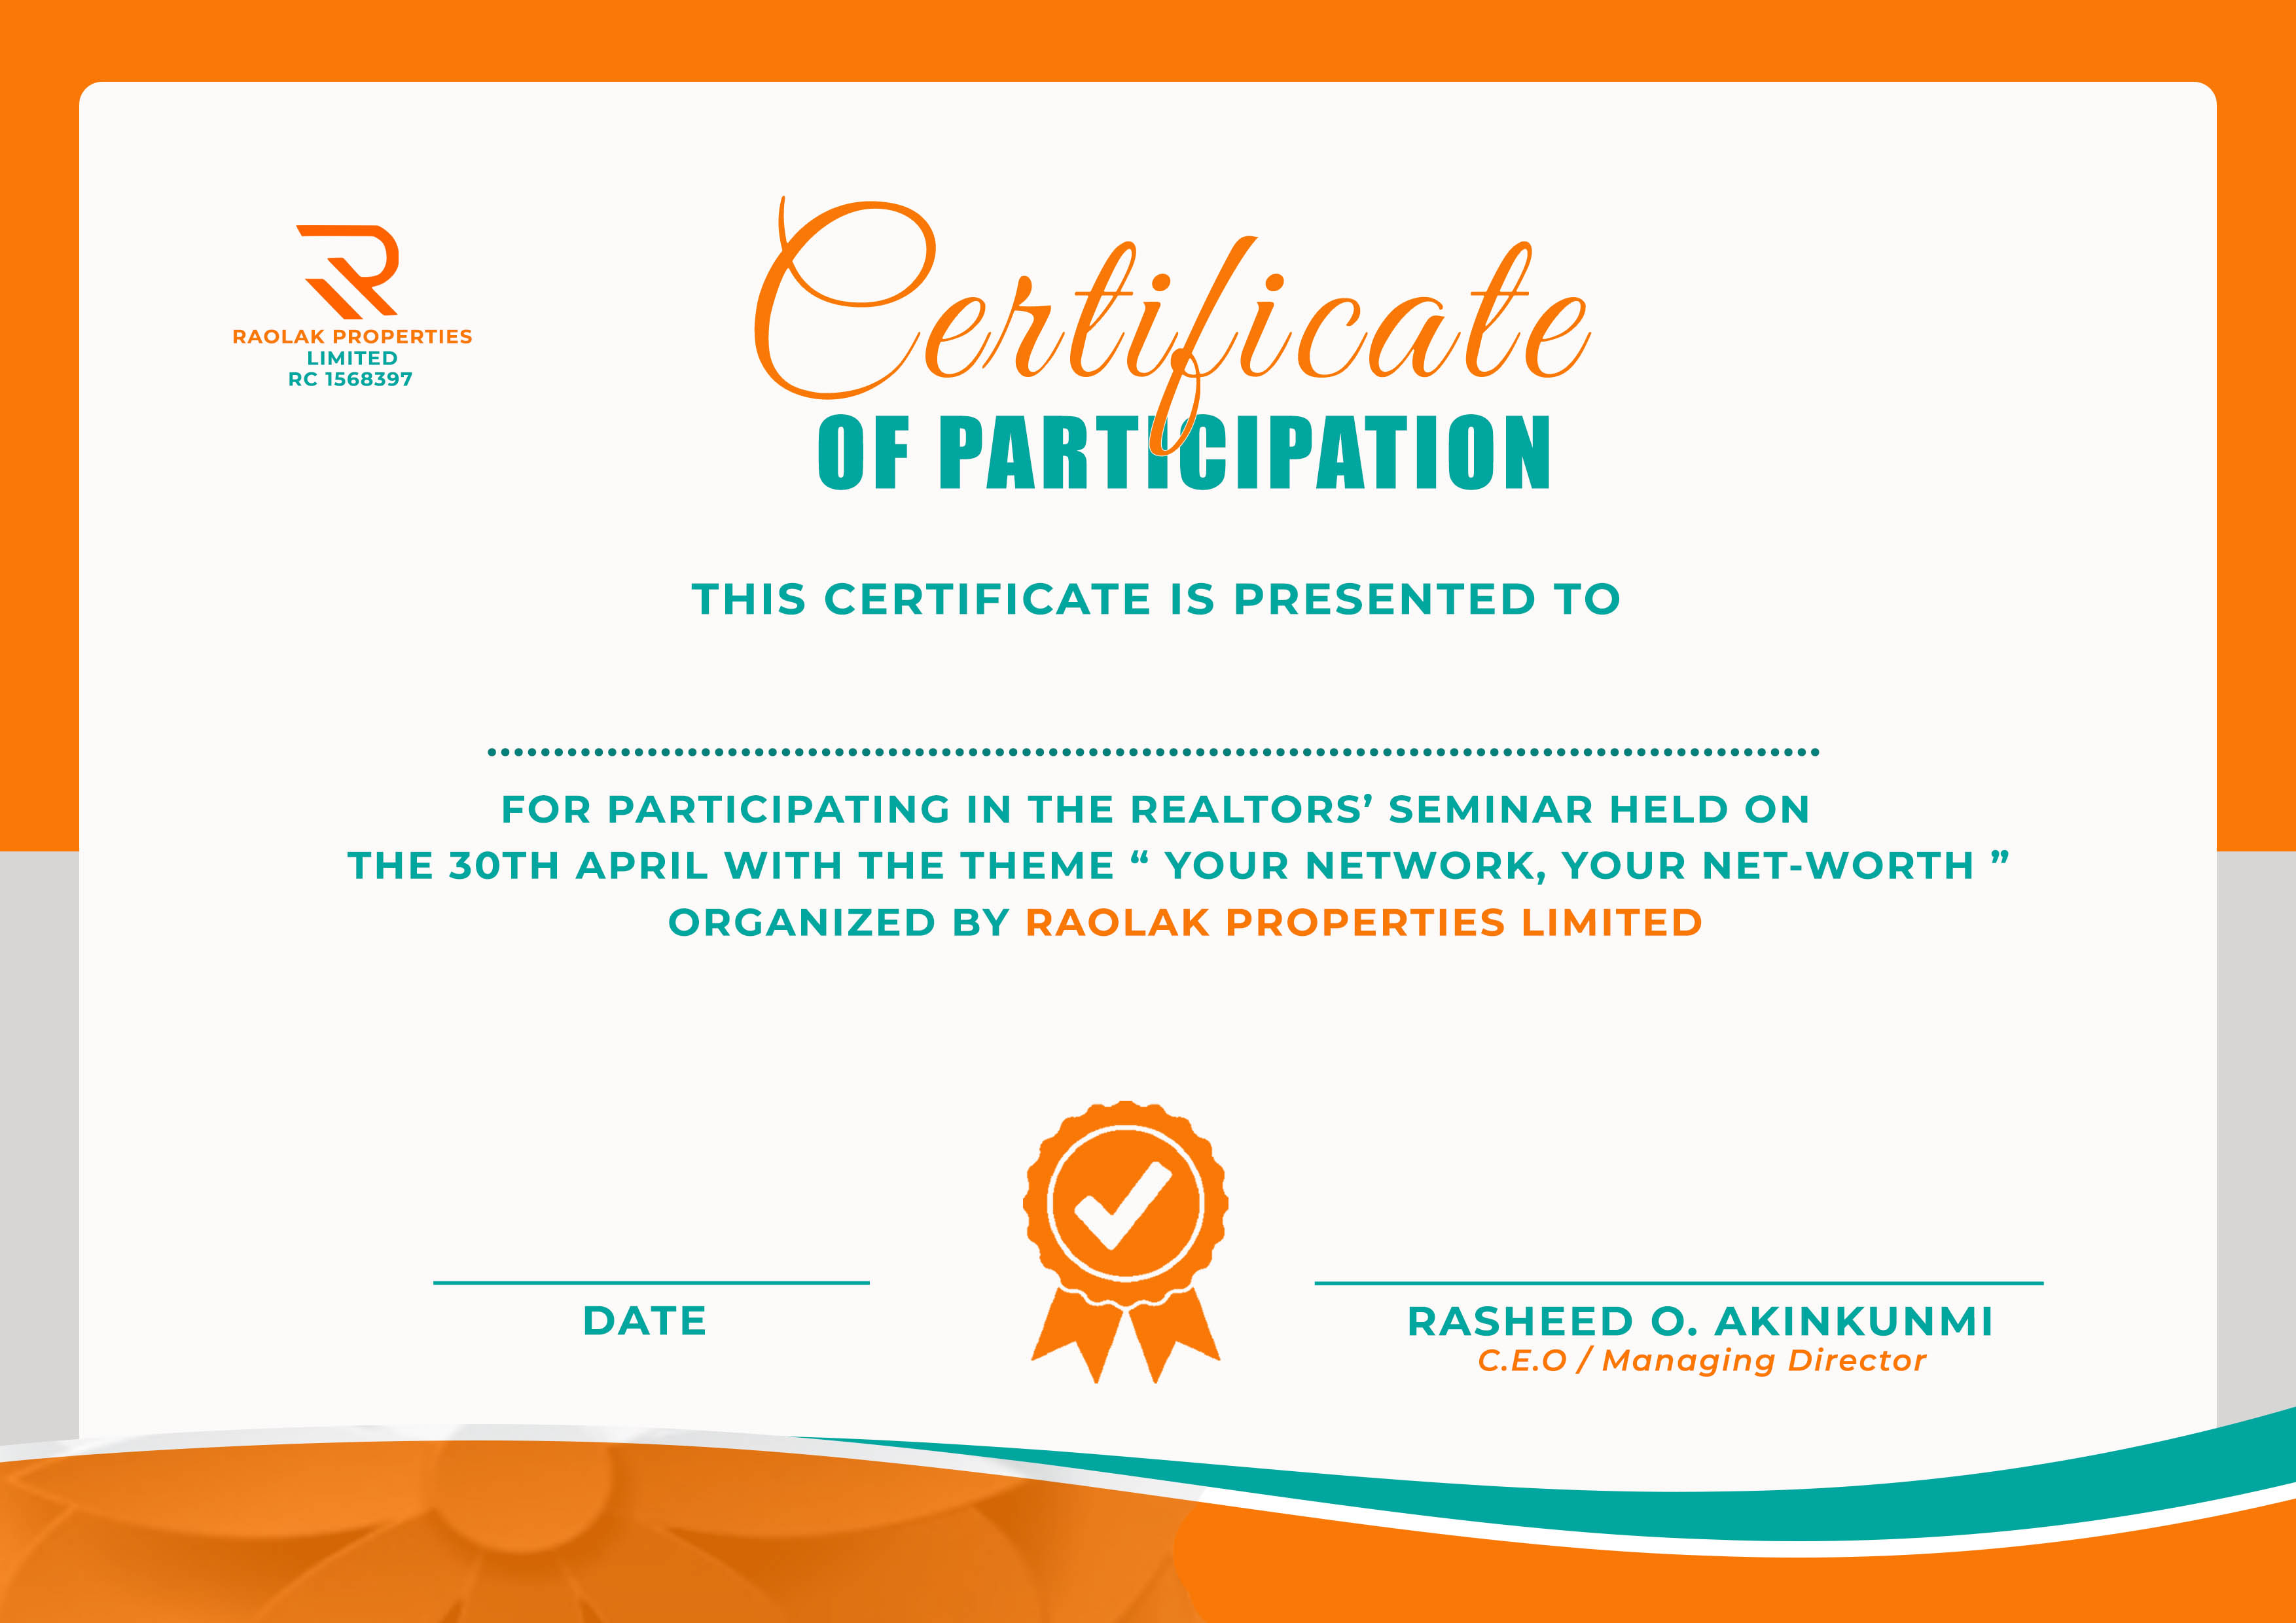 RAOLAK PROPERTIES
LIMITED
RC 1568397
Certificate
OF PARTICIPATION
THIS CERTIFICATE IS PRESENTED TO
FOR PARTICIPATING IN THE REALTORS’ SEMINAR HELD ON
THE 30TH APRIL WITH THE THEME “ YOUR NETWORK, YOUR NET-WORTH ”
ORGANIZED BY RAOLAK PROPERTIES LIMITED
DATE
RASHEED O. AKINKUNMI
C.E.O / Managing Director